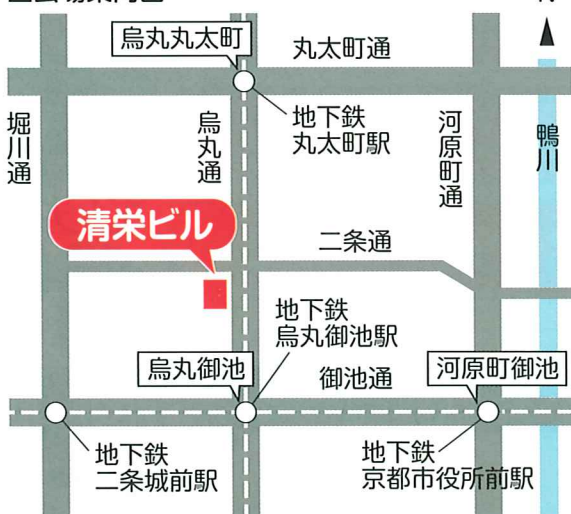 烏丸丸太町
丸太町通
堀川通
烏丸通
地下鉄
丸太町駅
河原町通
鴨川
清栄ビル
二条通
地下鉄
烏丸御池駅
烏丸御池
御池通
河原町御池
地下鉄
二条城前駅
地下鉄
京都市役所前駅